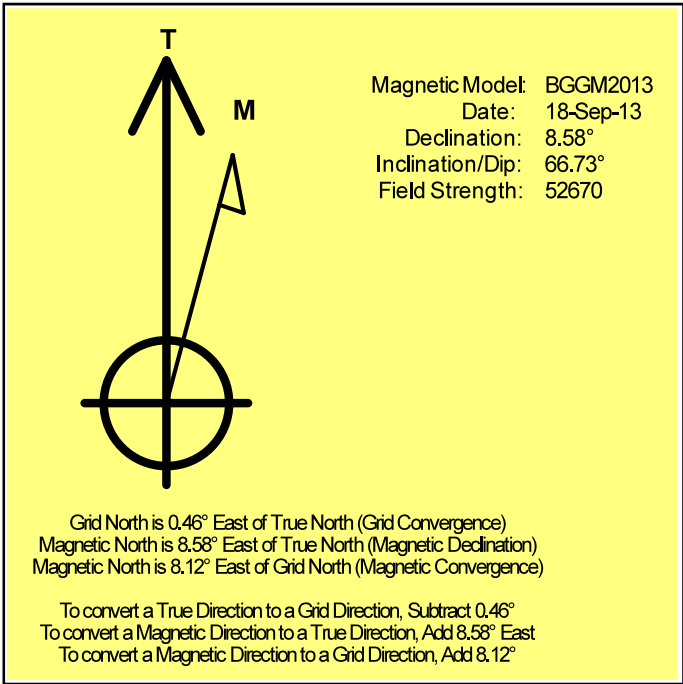 T
M
Magnetic Model: BGGM2013
Date: 18-Sep-13
Declination: 8.58°
Inclination/Dip: 66.73°
Field Strength: 52670
Grid North is 0.46° East of True North (Grid Convergence)
Magnetic North is 8.58° East of True North (Magnetic Declination)
Magnetic North is 8.12° East of Grid North (Magnetic Convergence)
To convert a True Direction to a Grid Direction, Subtract 0.46°
To convert a Magnetic Direction to a True Direction, Add 8.58° East
To convert a Magnetic Direction to a Grid Direction, Add 8.12°